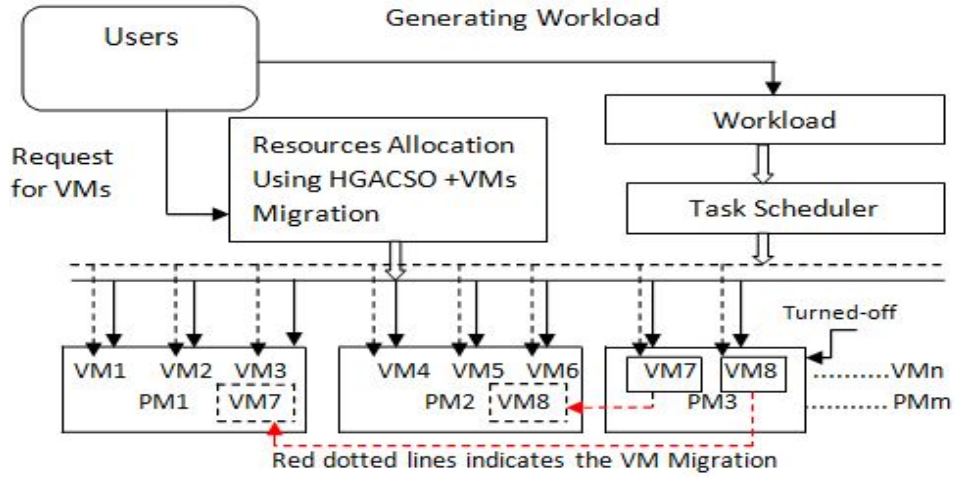 Generating Workload
Users
Workload
Request
for VMs
Resources Allocation
Using HGACSO +VMs
Migration
Task Scheduler
Turned-off
VM1 VM2 VM3
PM1 VM7
VM4 VM5 VM6
PM2 VM8
VM7 VM8
PM3
..........VMn
............PMm
Red dotted lines indicates the VM Migration